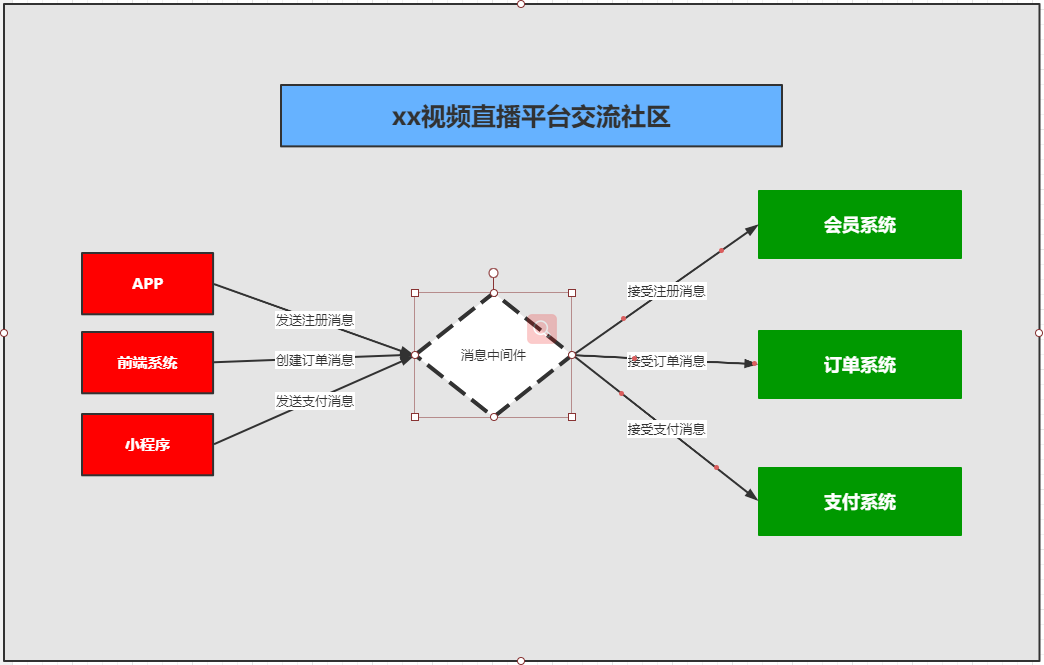 xx视频直播平台交流社区
APP
前端系统
小程序
发送注册消息
创建订单消息
发送支付消息
消息中间件
接受注册消息
接受订单消息
接受支付消息
会员系统
订单系统
支付系统